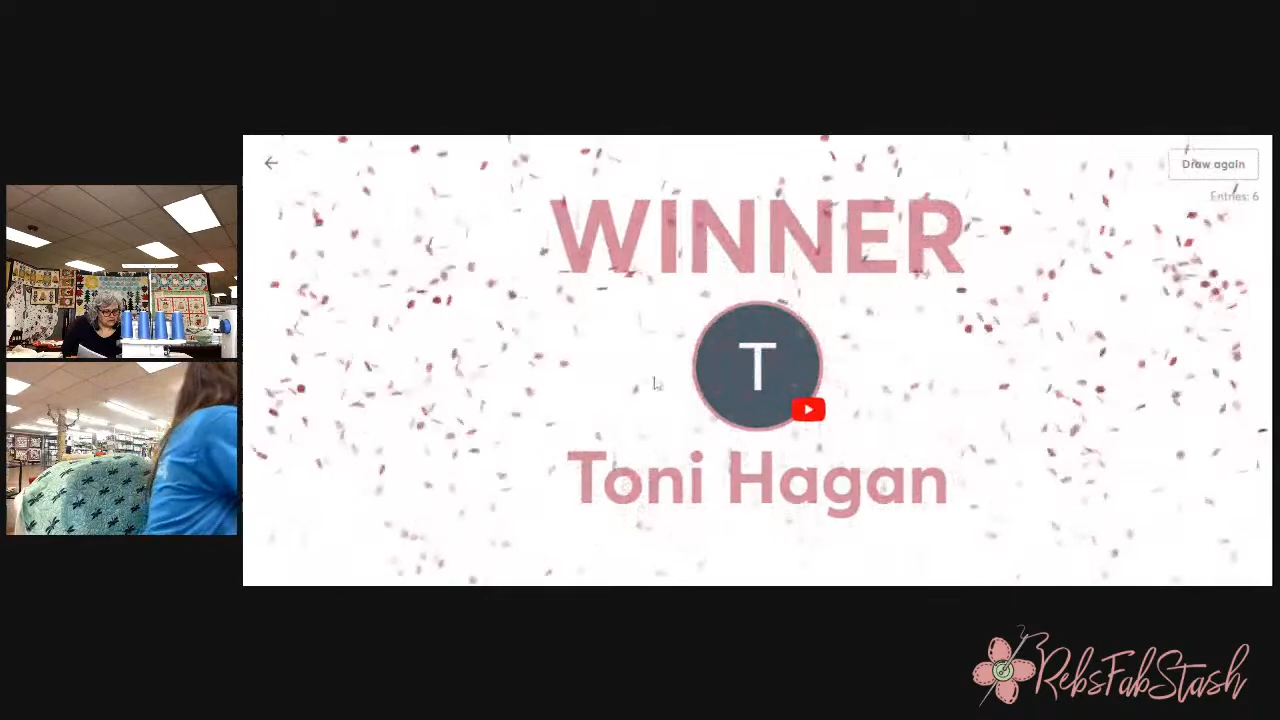 Draw again
Entries: 6
WINNER
T
Toni Hagan
RebsFabStash